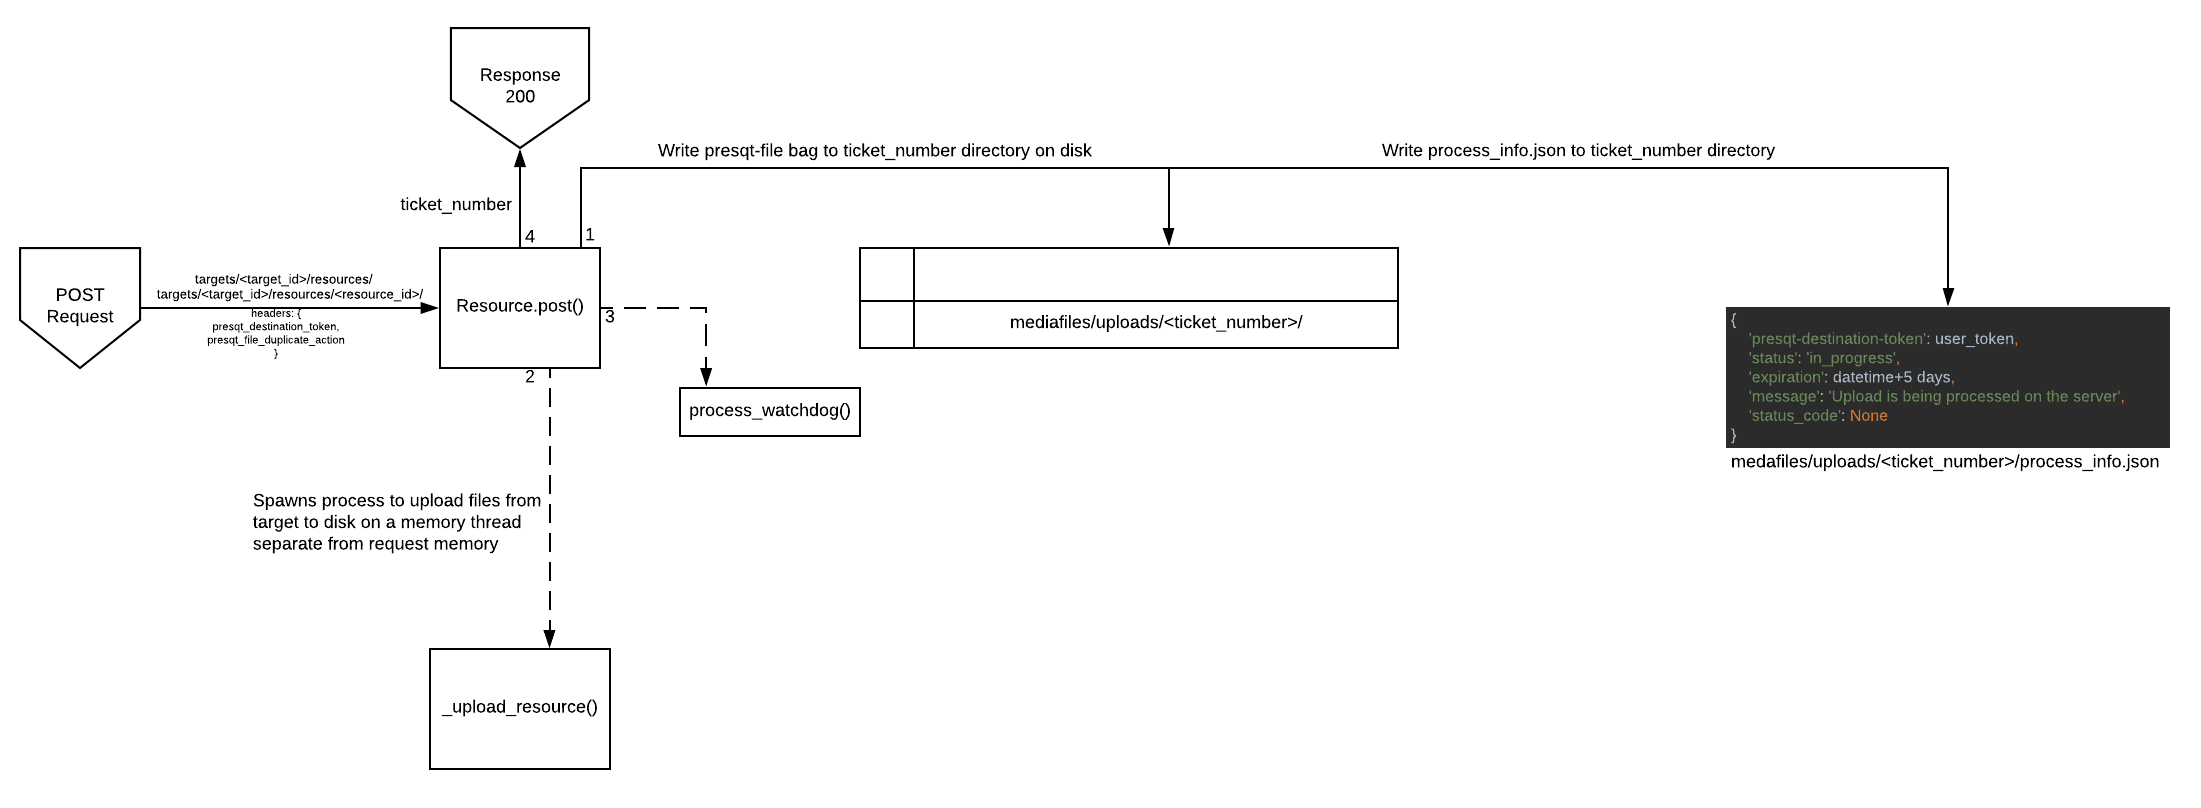 Response
200
Write presqt-file bag to ticket_number directory on disk
Write process_info.json to ticket_number directory
ticket_number
4
1
POST
Request
targets/<target_id>/resources/
targets/<target_id>/resources/<resource_id>/
headers: {
presqt_destination_token,
presqt_file_duplicate_action
}
Resource.post()
3
2
mediafiles/uploads/<ticket_number>/
process_watchdog()
{
'presqt-destination-token': user_token,
'status': 'in_progress',
'expiration': datetime+5 days,
'message': 'Upload is being processed on the server',
'status_code': None
}
medafiles/uploads/<ticket_number>/process_info.json
Spawns process to upload files from
target to disk on a memory thread
separate from request memory
_upload_resource()